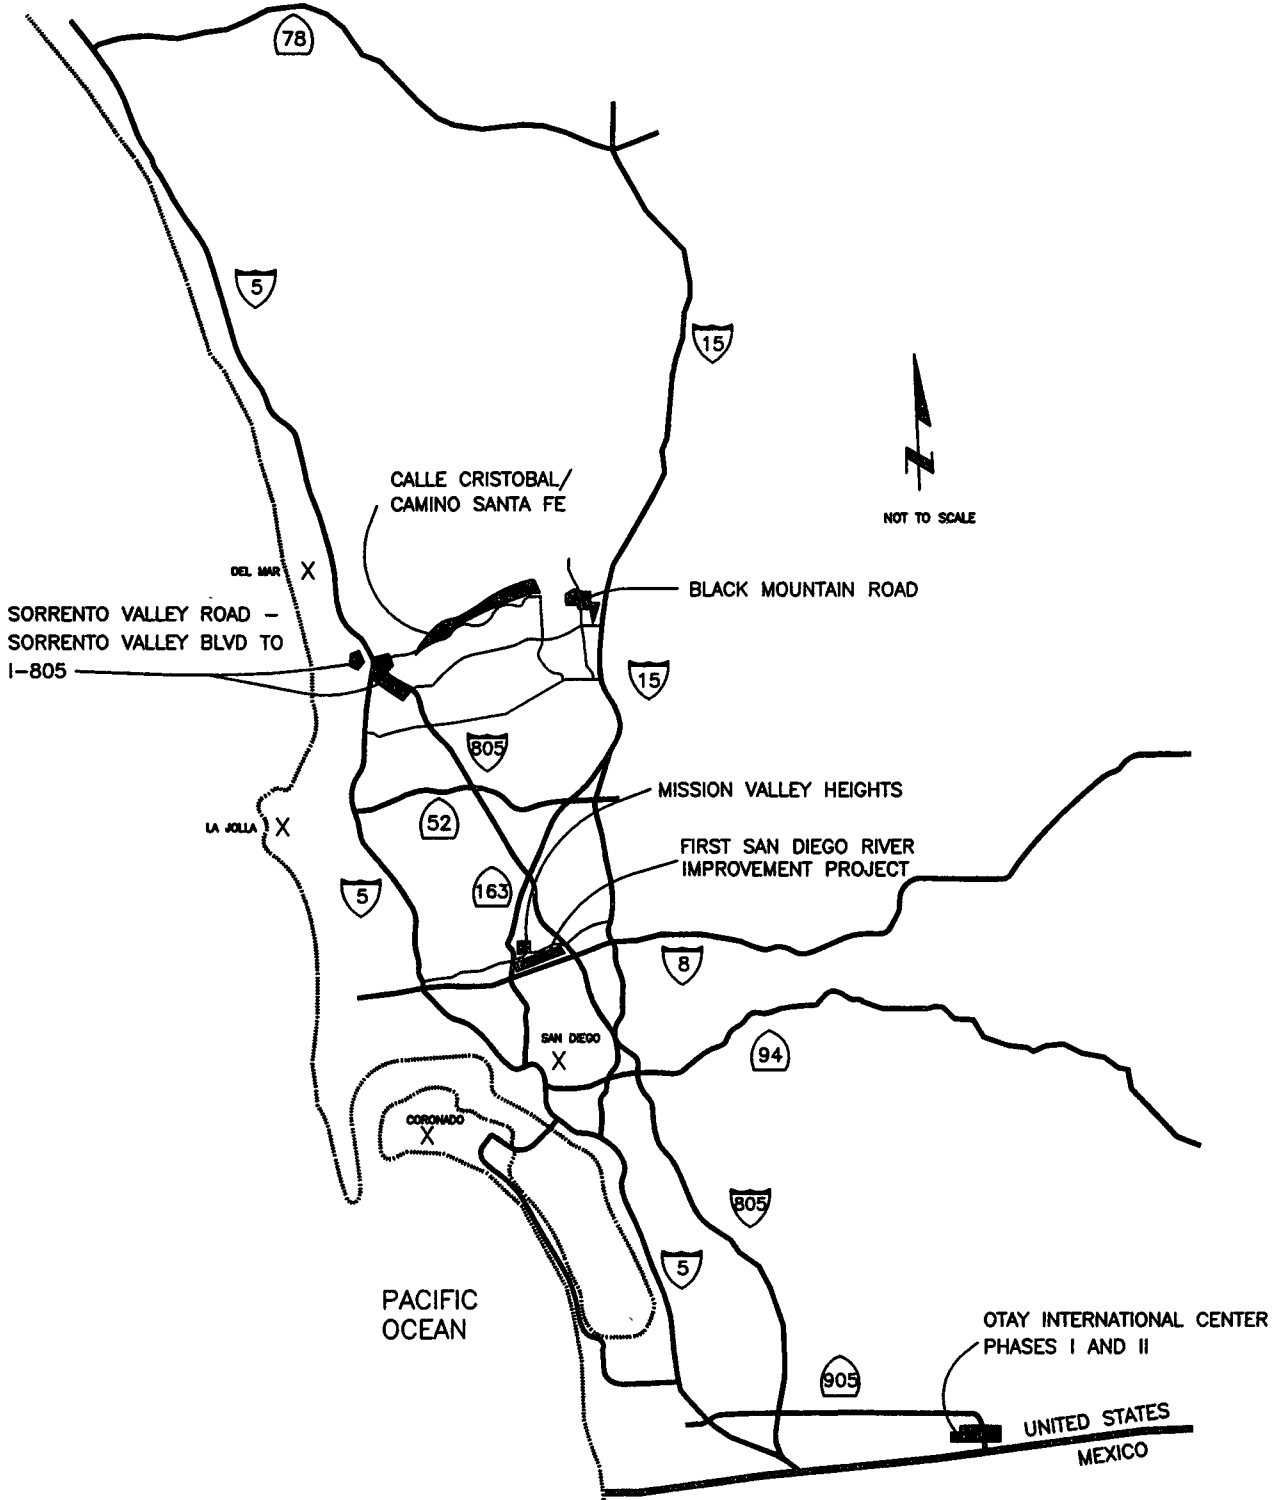 78
5
15
CALLE CRISTOBAL/
CAMINO SANTA FE
NOT TO SCALE
DEL MAR X
BLACK MOUNTAIN ROAD
SORRENTO VALLEY ROAD –
SORRENTO VALLEY BLVD TO
I–805
15
805
MISSION VALLEY HEIGHTS
52
LA JOLLA X
FIRST SAN DIEGO RIVER
IMPROVEMENT PROJECT
163
5
8
SAN DIEGO
X
94
CORONADO
X
805
5
PACIFIC
OCEAN
OTAY INTERNATIONAL CENTER
PHASES I AND II
905
UNITED STATES
MEXICO